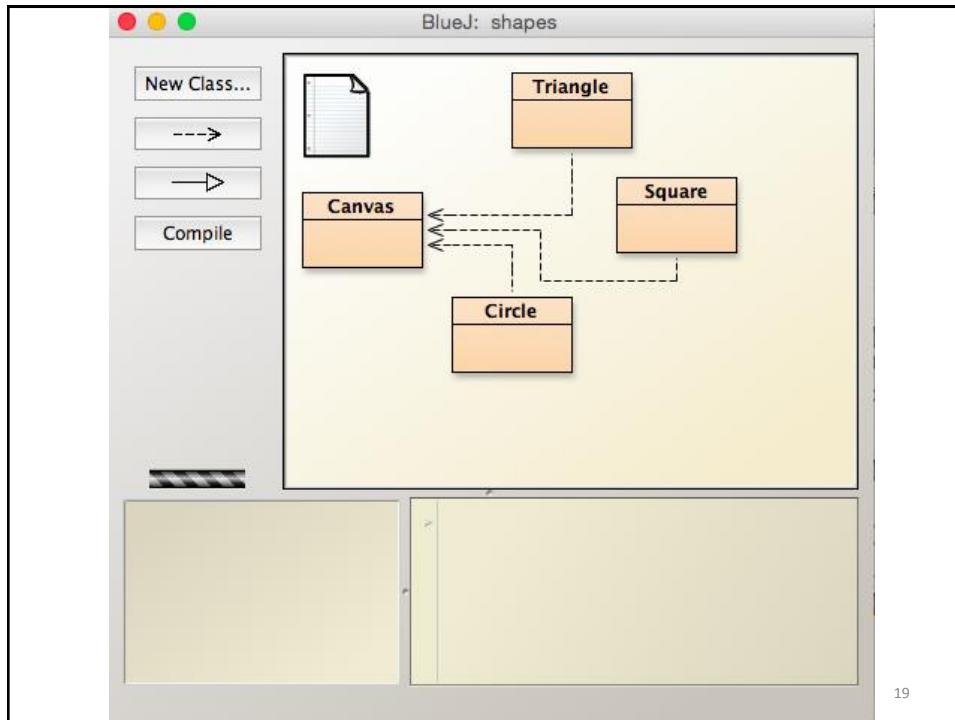 BlueJ: shapes
New Class...
Compile
Triangle
Square
Canvas
Circle
19